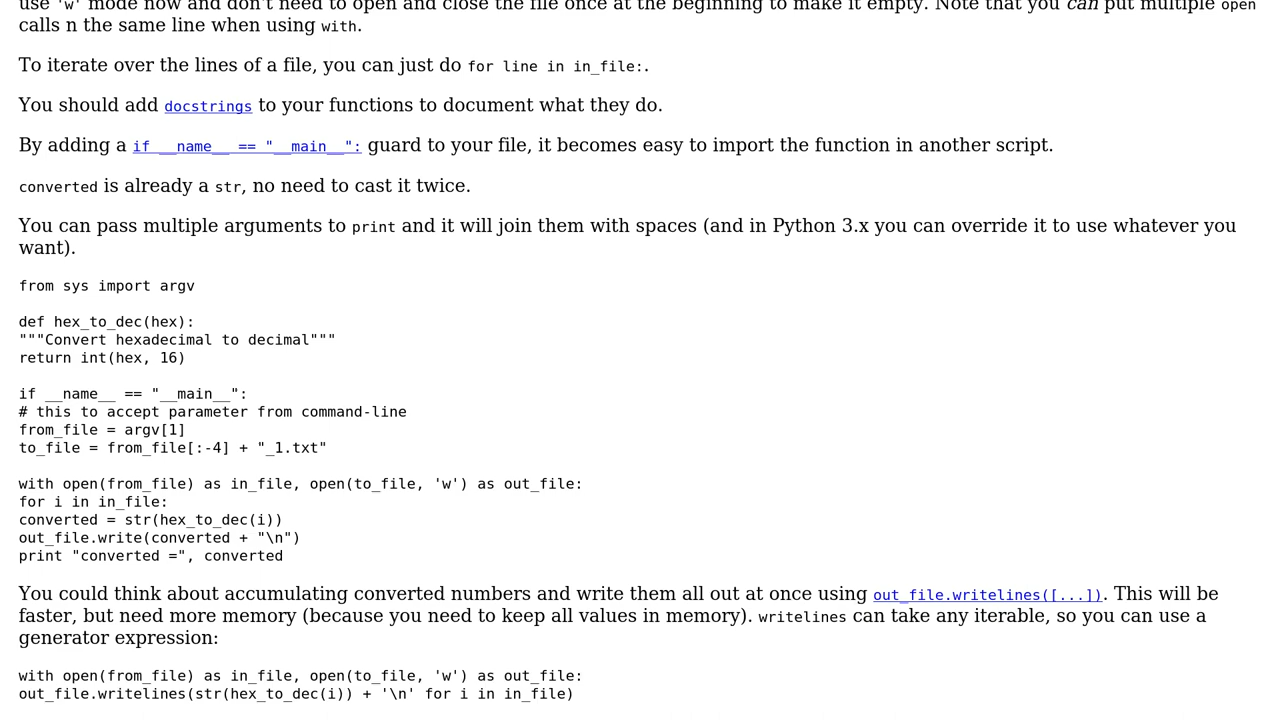 use 'w' mode now and don't need to open and close the file once at the beginning to make it empty. Note that you can put multiple open
calls n the same line when using with.
To iterate over the lines of a file, you can just do for line in in_file:.
You should add docstrings to your functions to document what they do.
By adding a if __name__ == "__main__": guard to your file, it becomes easy to import the function in another script.
converted is already a str, no need to cast it twice.
You can pass multiple arguments to print and it will join them with spaces (and in Python 3.x you can override it to use whatever you
want).
from sys import argv
def hex_to_dec(hex):
"""Convert hexadecimal to decimal"""
return int(hex, 16)
if __name__ == "__main__":
# this to accept parameter from command-line
from_file = argv[1]
to_file = from_file[:-4] + "_1.txt"
with open(from_file) as in_file, open(to_file, 'w') as out_file:
for i in in_file:
converted = str(hex_to_dec(i))
out_file.write(converted + "\n")
print "converted =", converted
You could think about accumulating converted numbers and write them all out at once using out_file.writelines([...]). This will be
faster, but need more memory (because you need to keep all values in memory). writelines can take any iterable, so you can use a
generator expression:
with open(from_file) as in_file, open(to_file, 'w') as out_file:
out_file.writelines(str(hex_to_dec(i)) + '\n' for i in in_file)